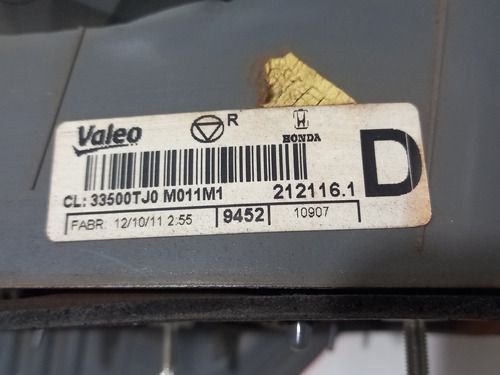 Valeo R HONDA D
CL: 33500TJ0 M011M1 212116.1
FABR. 12/10/11 2.55 9452 10907